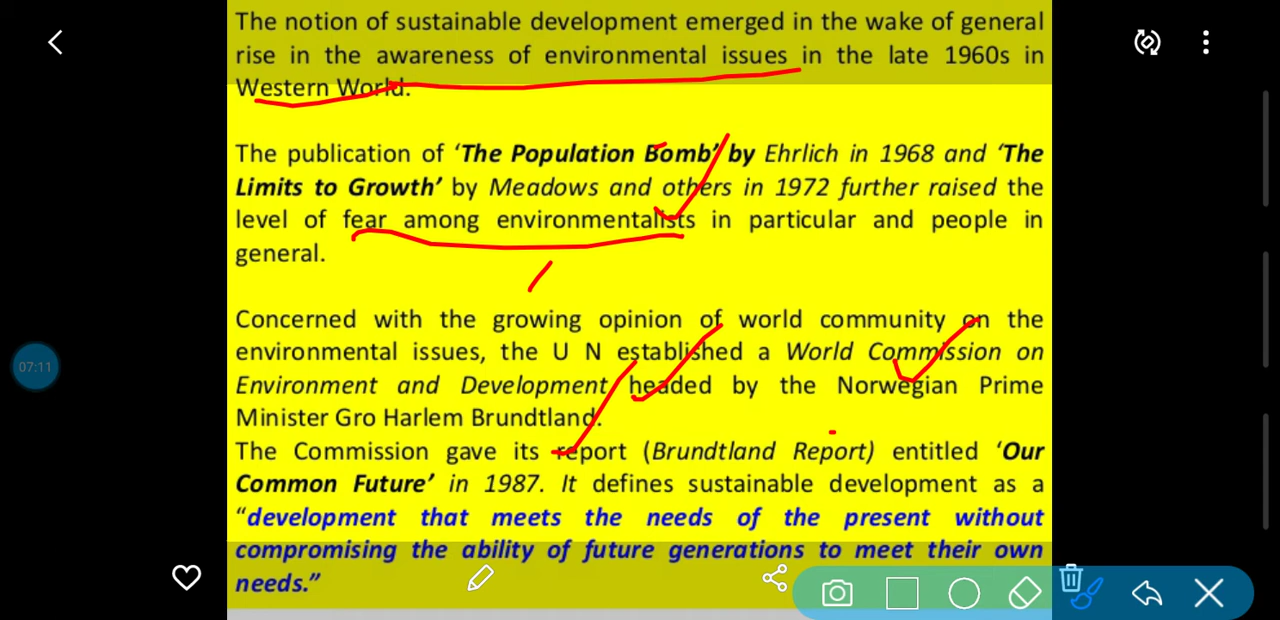 The notion of sustainable development emerged in the wake of general
rise in the awareness of environmental issues in the late 1960s in
Western World.
The publication of ‘The Population Bomb’ by Ehrlich in 1968 and ‘The
Limits to Growth’ by Meadows and others in 1972 further raised the
level of fear among environmentalists in particular and people in
general.
Concerned with the growing opinion of world community on the
environmental issues, the U N established a World Commission on
Environment and Development headed by the Norwegian Prime
Minister Gro Harlem Brundtland.
The Commission gave its report (Brundtland Report) entitled ‘Our
Common Future’ in 1987. It defines sustainable development as a
“development that meets the needs of the present without
compromising the ability of future generations to meet their own
needs.”
07:11